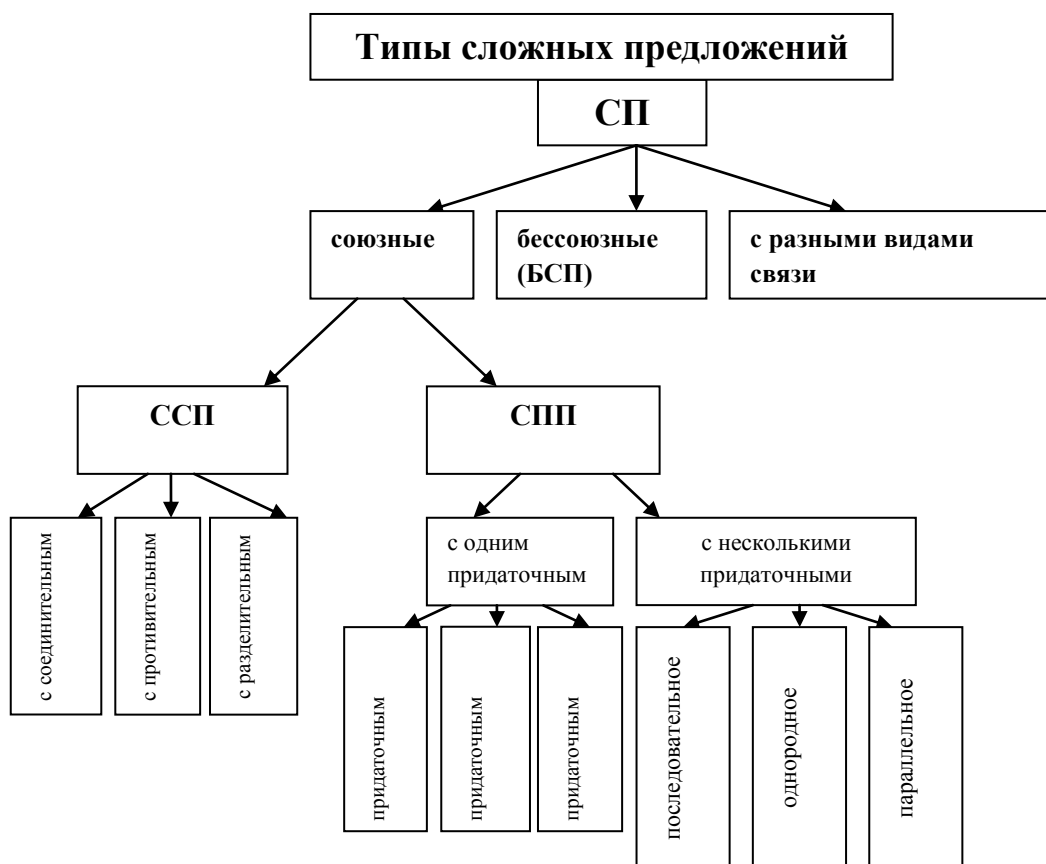 Типы сложных предложений
СП
союзные
бессоюзные
(БСП)
с разными видами
связи
ССП
СПП
с соединительным
с противительным
с разделительным
с одним
придаточным
с несколькими
придаточными
придаточным
придаточным
придаточным
последовательное
однородное
параллельное